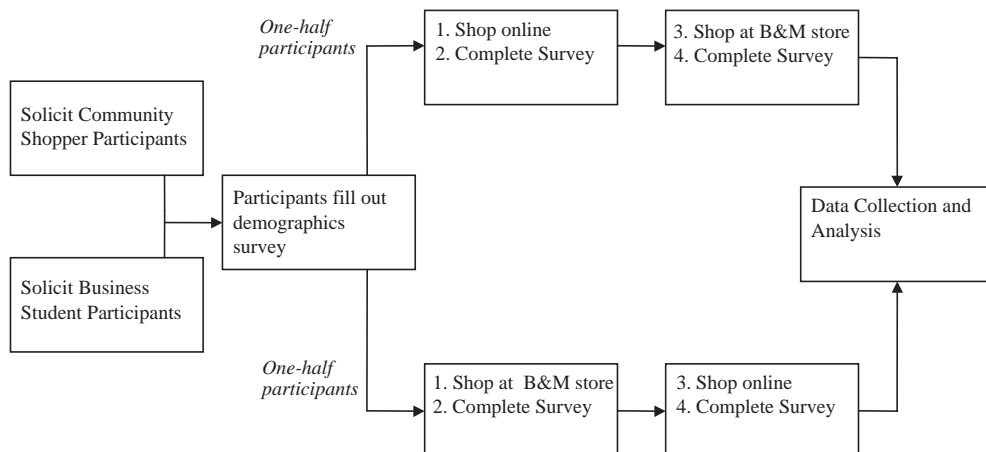 One-half
participants
1. Shop online
2. Complete Survey
3. Shop at B&M store
4. Complete Survey
Solicit Community
Shopper Participants
Participants fill out
demographics
survey
Data Collection and
Analysis
Solicit Business
Student Participants
One-half
participants
1. Shop at B&M store
2. Complete Survey
3. Shop online
4. Complete Survey